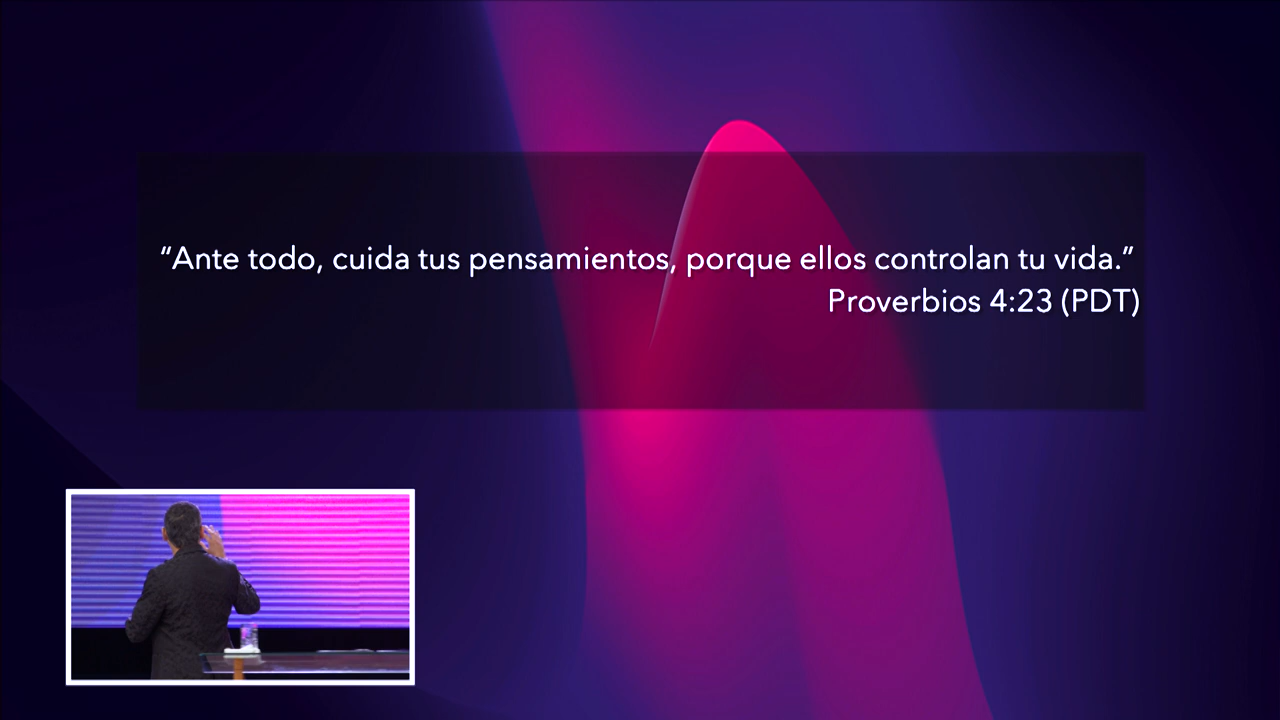 “Ante todo, cuida tus pensamientos, porque ellos controlan tu vida.”
Proverbios 4:23 (PDT)